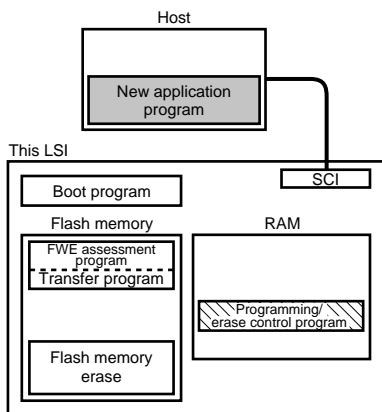 Host
New application
program
This LSI
SCI
Boot program
Flash memory
RAM
FWE assessment
program
Transfer program
Programming/
erase control program
Flash memory
erase